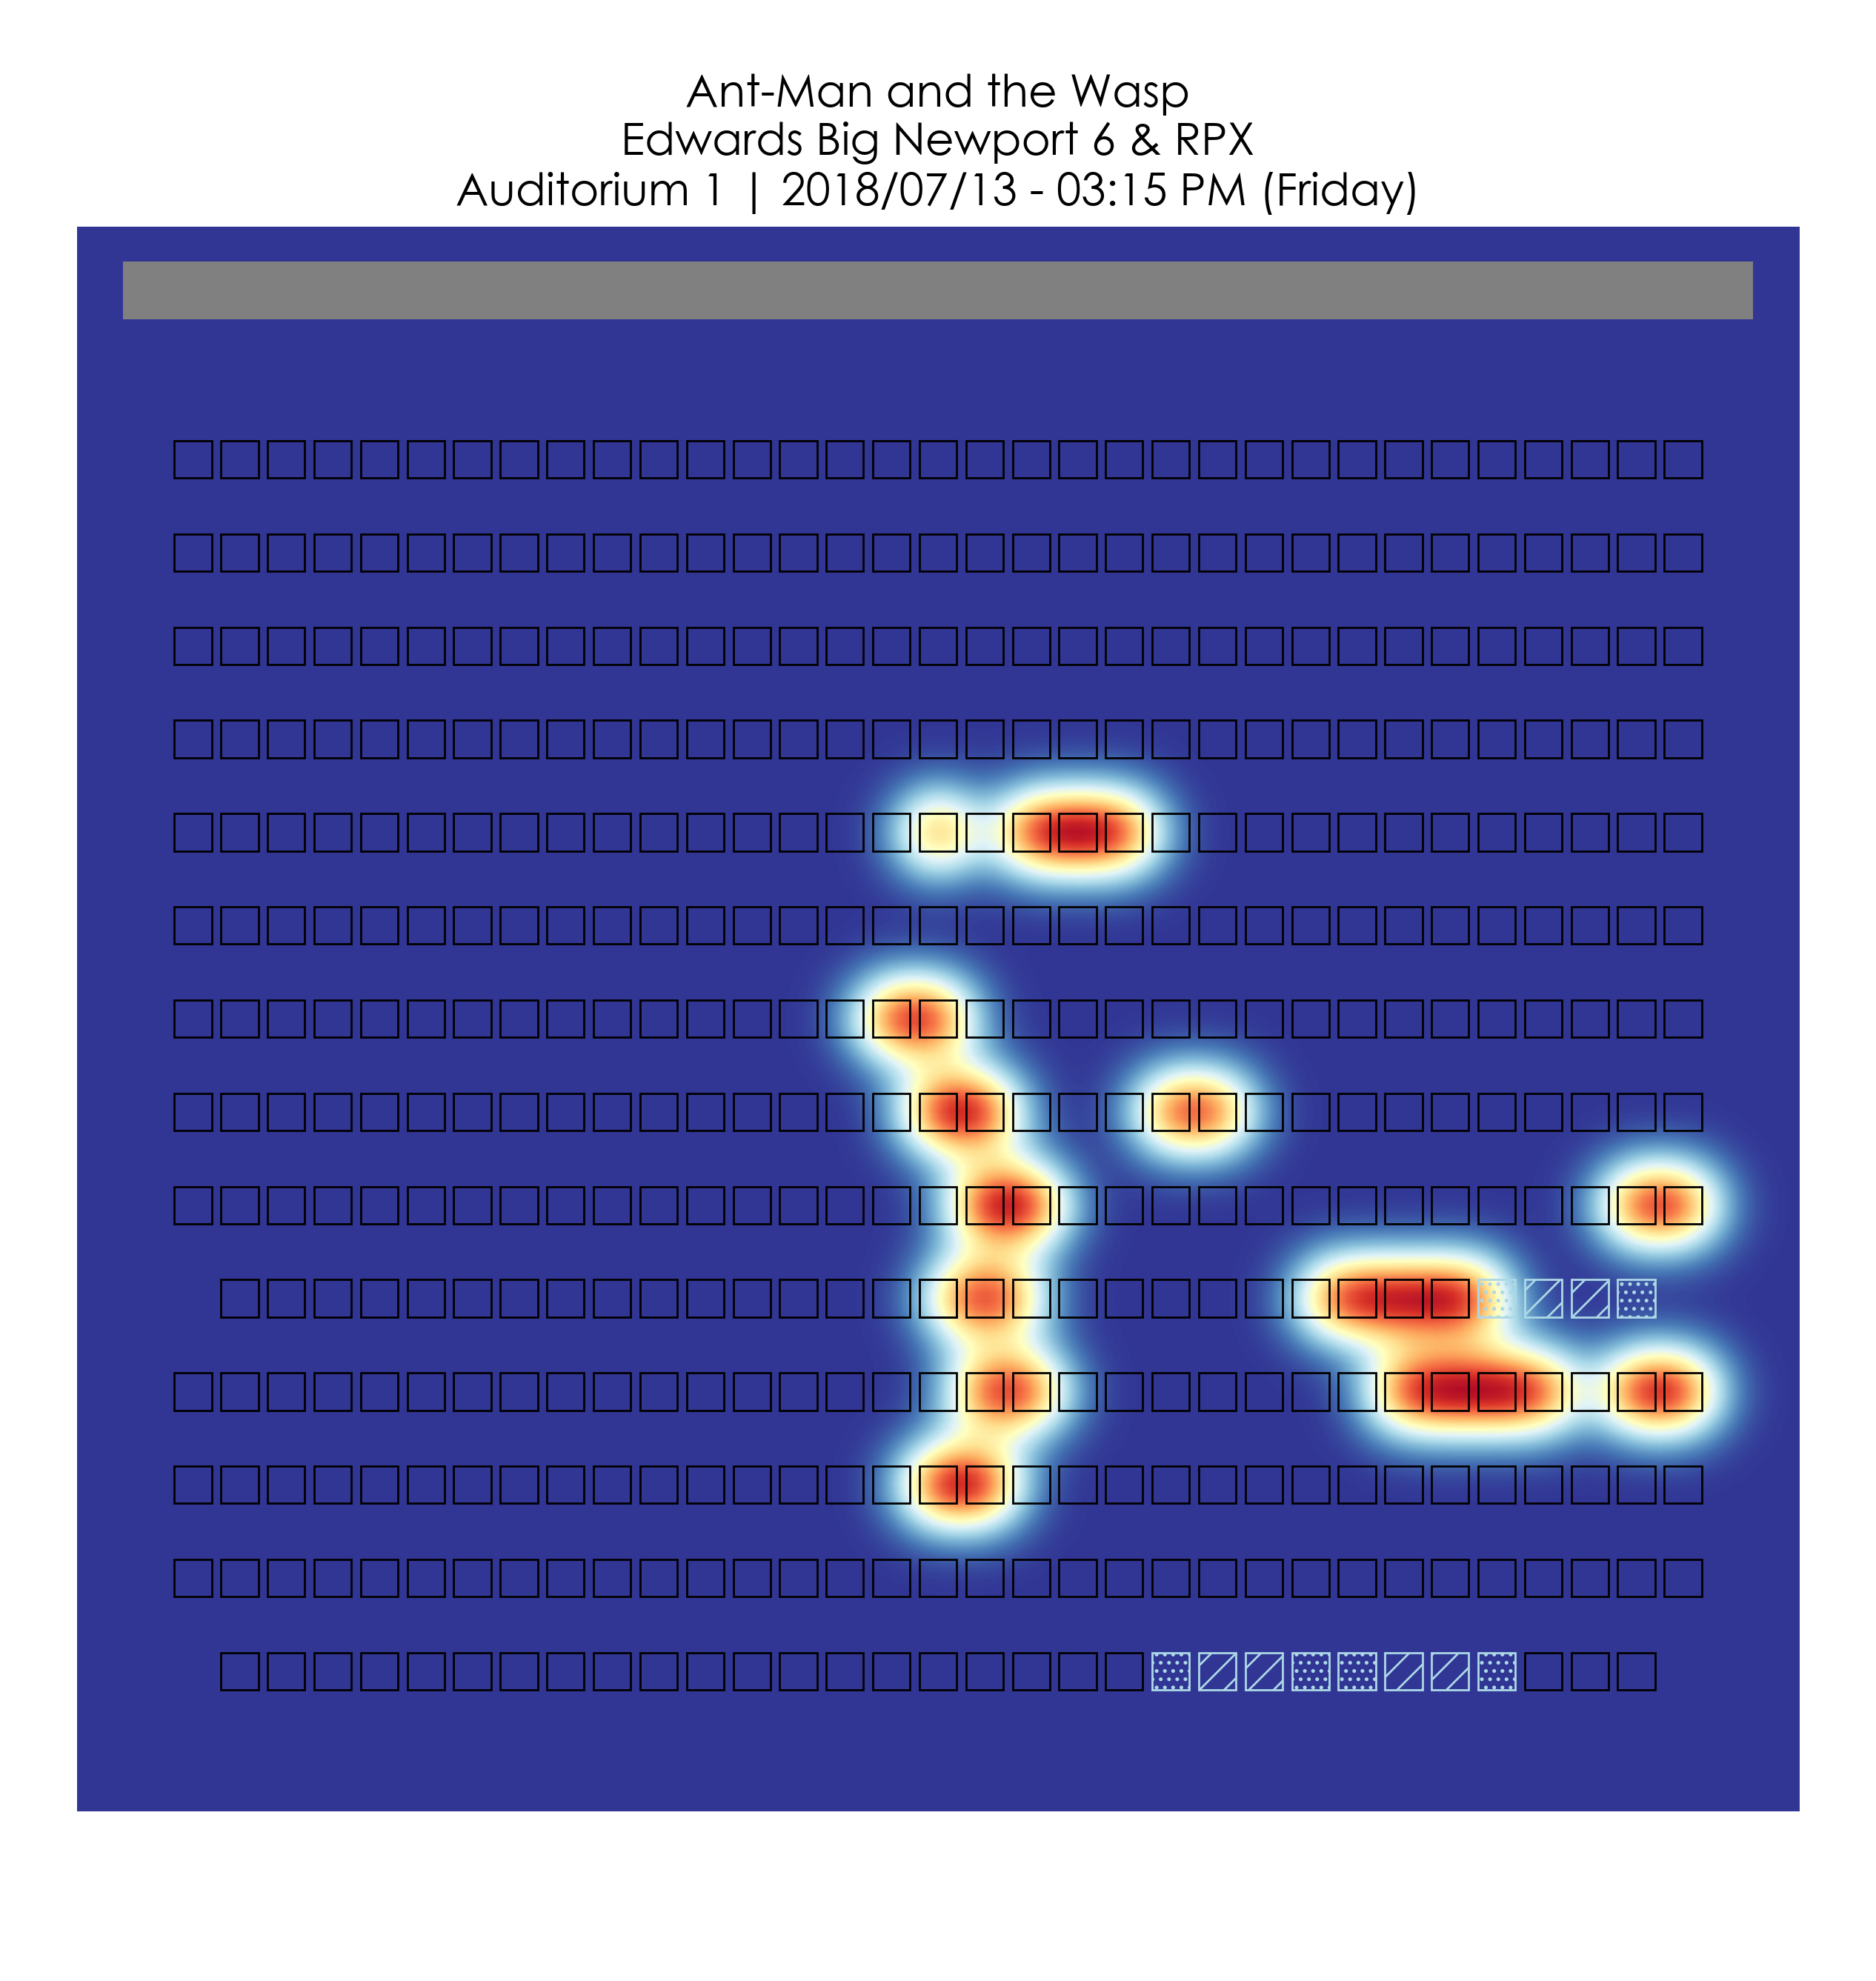 Ant-Man and the Wasp
Edwards Big Newport 6 & RPX
Auditorium 1 | 2018/07/13 - 03:15 PM (Friday)